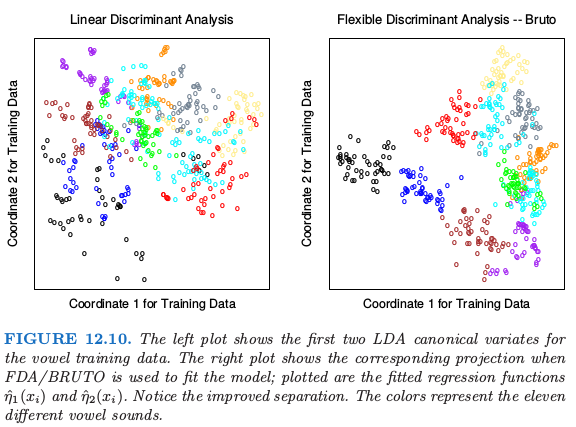 Linear Discriminant Analysis
Flexible Discriminant Analysis -- Bruto
Coordinate 2 for Training Data
Coordinate 2 for Training Data
Coordinate 1 for Training Data
Coordinate 1 for Training Data
FIGURE 12.10. The left plot shows the first two LDA canonical variates for
the vowel training data. The right plot shows the corresponding projection when
FDA/BRUTO is used to fit the model; plotted are the fitted regression functions
η̂₁(xᵢ) and η̂₂(xᵢ). Notice the improved separation. The colors represent the eleven
different vowel sounds.